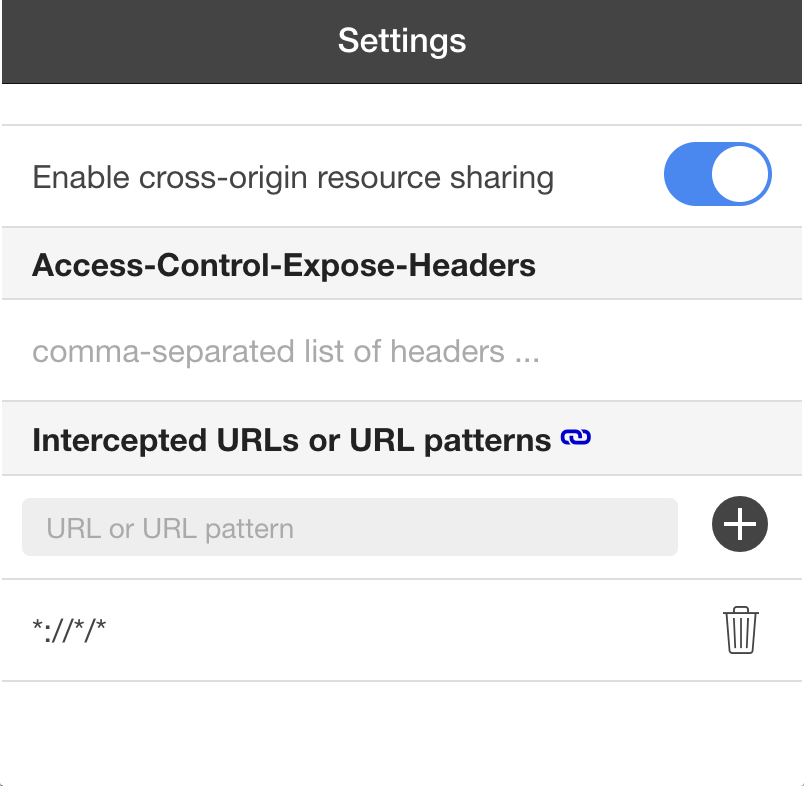 Settings
Enable cross-origin resource sharing
Access-Control-Expose-Headers
comma-separated list of headers ...
Intercepted URLs or URL patterns
URL or URL pattern
*://*/*